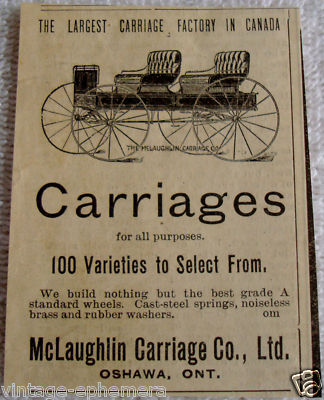 THE LARGEST CARRIAGE FACTORY IN CANADA
THE McLAUGHLIN CARRIAGE CO.
Carriages
for all purposes.
100 Varieties to Select From.
We build nothing but the best grade A
standard wheels. Cast-steel springs, noiseless
brass and rubber washers. om
McLaughlin Carriage Co., Ltd.
OSHAWA, ONT.
vintage-ephemera